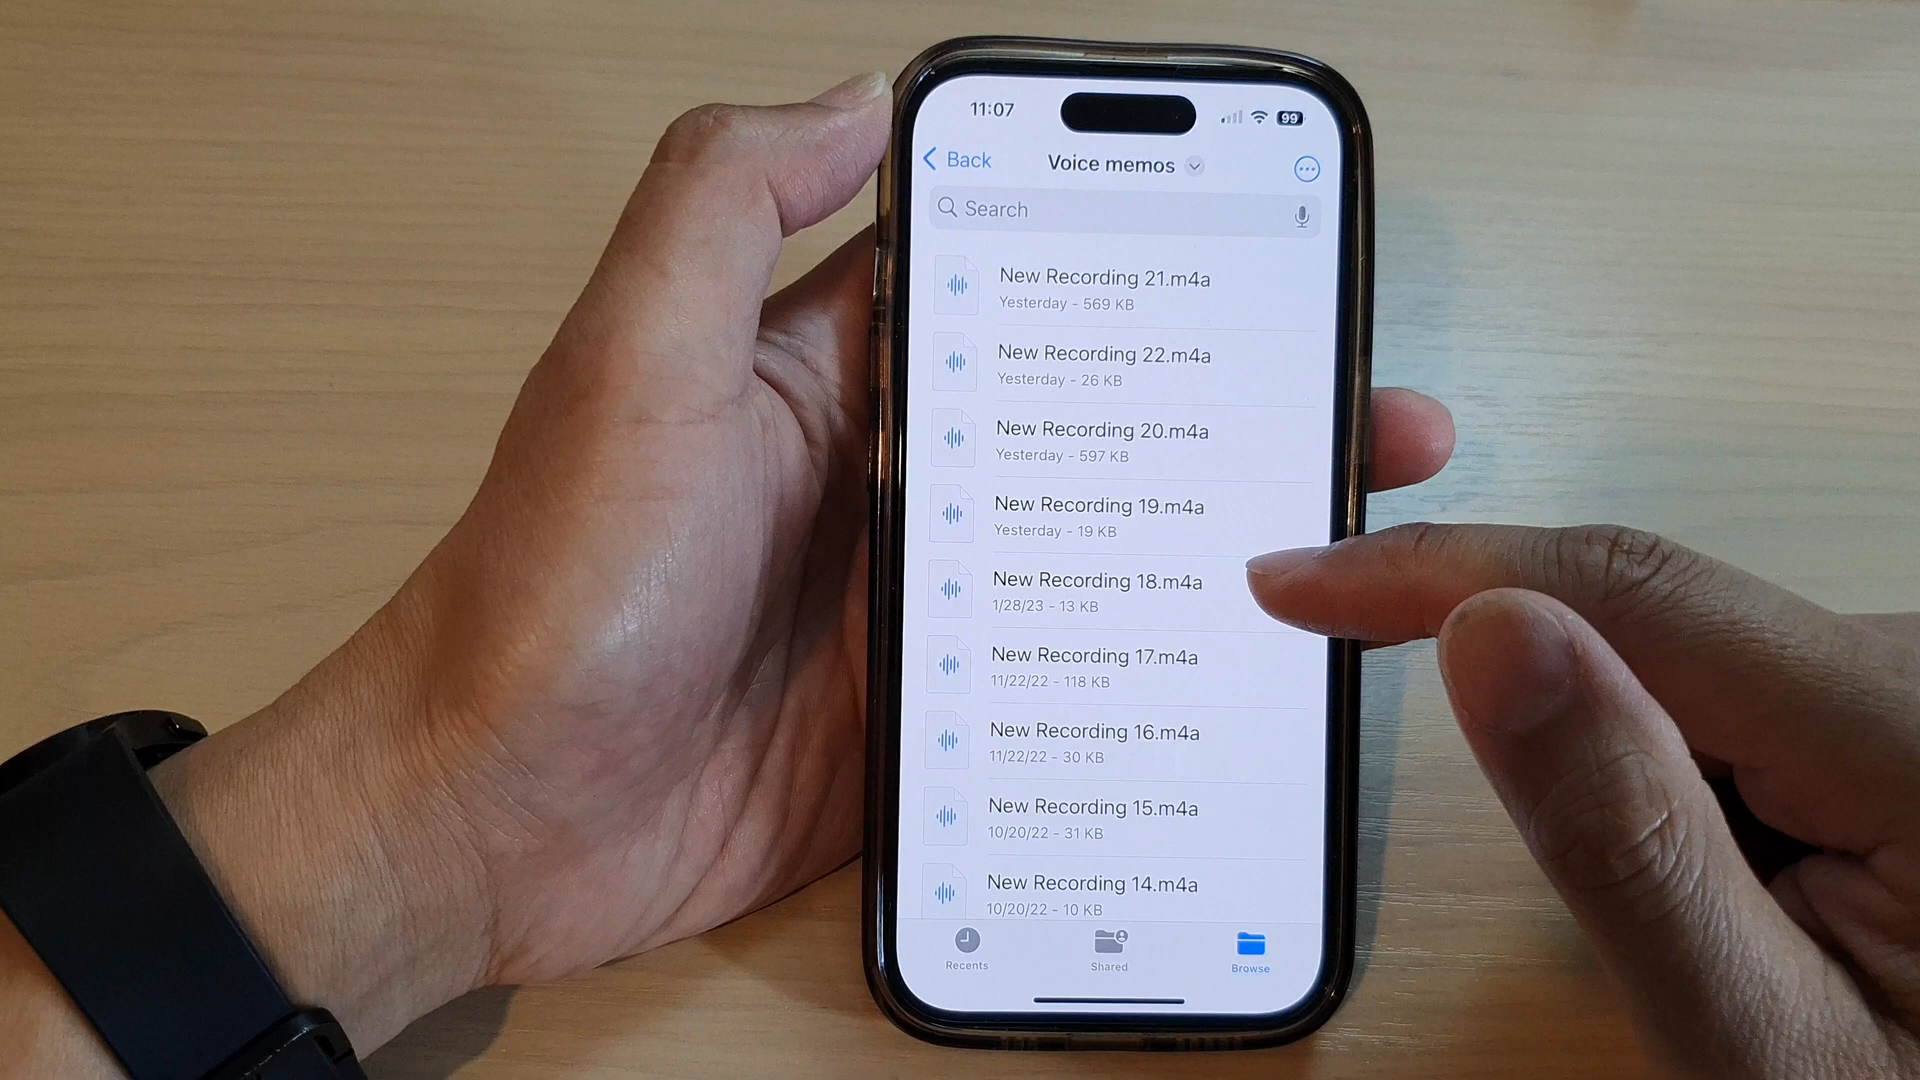 11:07
99
Back
Voice memos
Search
New Recording 21.m4a
Yesterday - 569 KB
New Recording 22.m4a
Yesterday - 26 KB
New Recording 20.m4a
Yesterday - 597 KB
New Recording 19.m4a
Yesterday - 19 KB
New Recording 18.m4a
1/28/23 - 13 KB
New Recording 17.m4a
11/22/22 - 118 KB
New Recording 16.m4a
11/22/22 - 30 KB
New Recording 15.m4a
10/20/22 - 31 KB
New Recording 14.m4a
10/20/22 - 10 KB
Recents
Shared
Browse